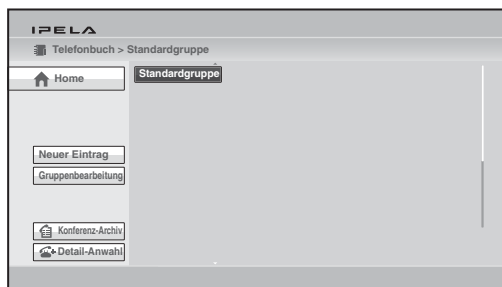 IPELA
Telefonbuch > Standardgruppe
Home
Standardgruppe
Neuer Eintrag
Gruppenbearbeitung
Konferenz-Archiv
Detail-Anwahl